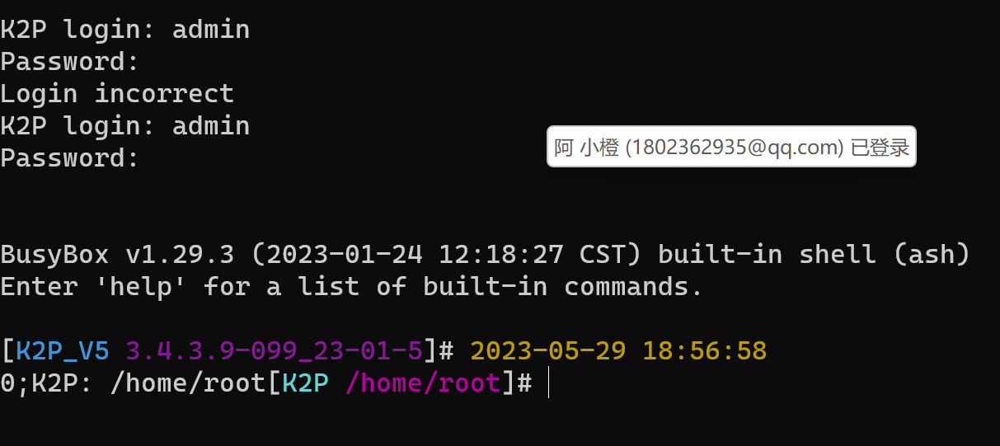 K2P login: admin
Password:
Login incorrect
K2P login: admin
Password:
阿 小橙 (1802362935@qq.com) 已登录
BusyBox v1.29.3 (2023-01-24 12:18:27 CST) built-in shell (ash)
Enter 'help' for a list of built-in commands.
[K2P_V5 3.4.3.9-099_23-01-5]# 2023-05-29 18:56:58
0;K2P: /home/root[K2P /home/root]#